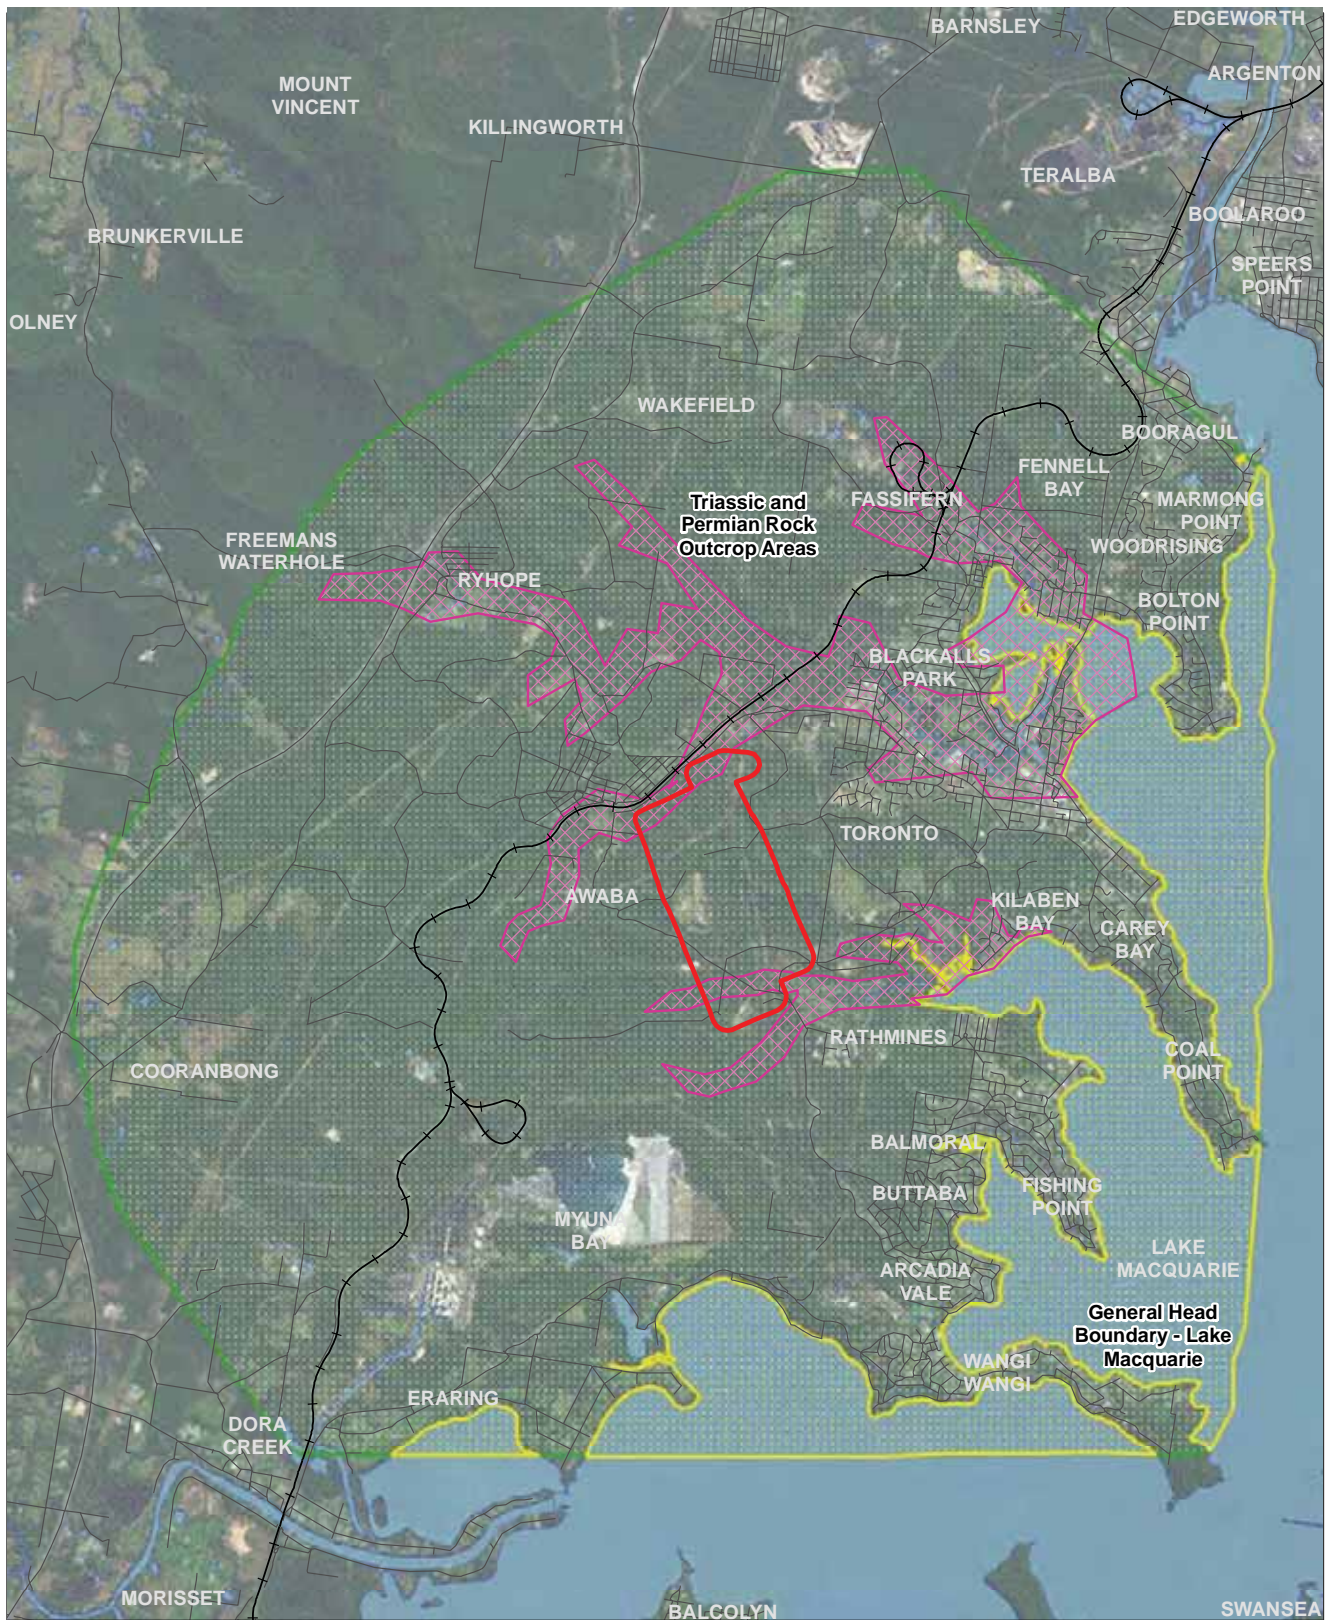 BARNSLEY
EDGEWORTH
ARGENTON
MOUNT
VINCENT
KILLINGWORTH
TERALBA
BOOLAROO
BRUNKERVILLE
SPEERS
POINT
OLNEY
WAKEFIELD
BOORAGUL
FENNELL
BAY
FASSIFERN
MARMONG
POINT
Triassic and
Permian Rock
Outcrop Areas
FREEMANS
WATERHOLE
WOODRISING
RYHOPE
BOLTON
POINT
BLACKALLS
PARK
TORONTO
AWABA
KILABEN
BAY
CAREY
BAY
RATHMINES
COAL
POINT
COORANBONG
BALMORAL
BUTTABA
FISHING
POINT
MYUNA
BAY
LAKE
MACQUARIE
ARCADIA
VALE
General Head
Boundary - Lake
Macquarie
WANGI
WANGI
ERARING
DORA
CREEK
MORISSET
BALCOLYN
SWANSEA